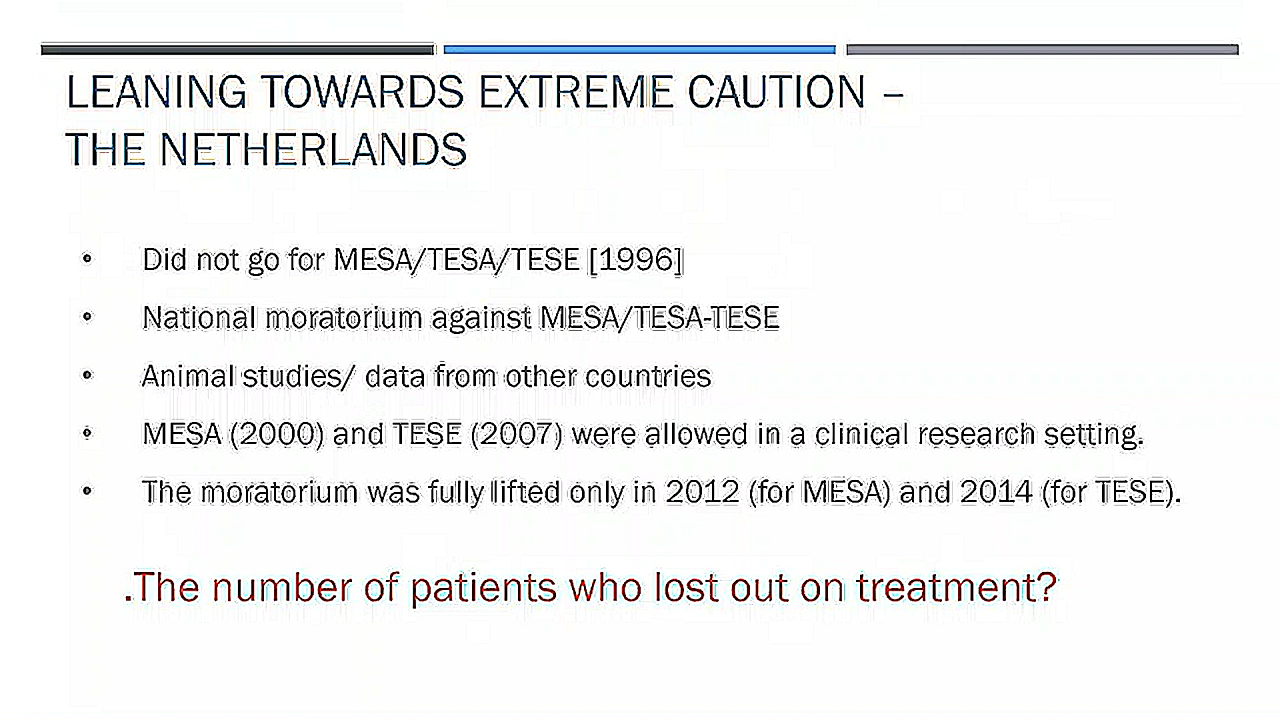 LEANING TOWARDS EXTREME CAUTION –
THE NETHERLANDS
• Did not go for MESA/TESA/TESE [1996]
• National moratorium against MESA/TESA-TESE
• Animal studies/ data from other countries
• MESA (2000) and TESE (2007) were allowed in a clinical research setting.
• The moratorium was fully lifted only in 2012 (for MESA) and 2014 (for TESE).
.The number of patients who lost out on treatment?